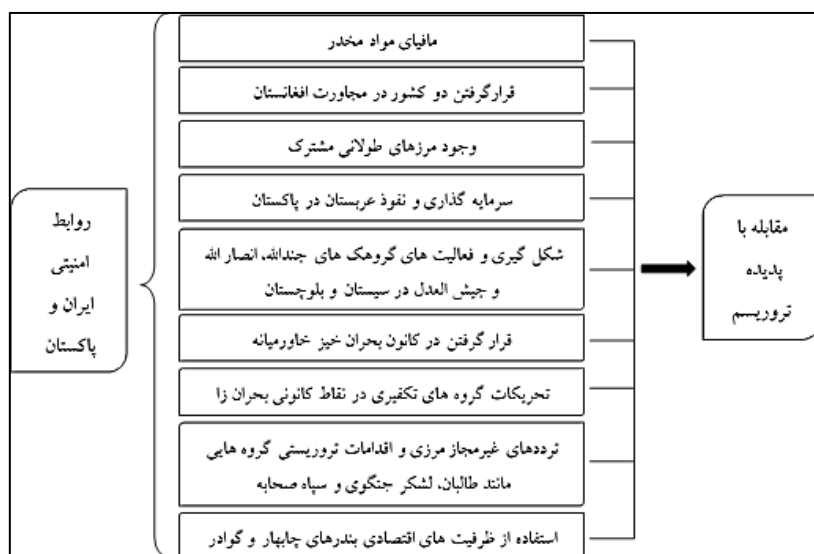 روابط
امنیتی
ایران و
پاکستان
مافیای مواد مخدر
قرارگرفتن دو کشور در مجاورت افغانستان
وجود مرزهای طولانی مشترک
سرمایه گذاری و نفوذ عربستان در پاکستان
شکل گیری و فعالیت های گروهک های جندالله، انصار الله
و جیش العدل در سیستان و بلوچستان
قرار گرفتن در کانون بحران خیز خاورمیانه
تحریکات گروه های تکفیری در نقاط کانونی بحران زا
ترددهای غیرمجاز مرزی و اقدامات تروریستی گروه هایی
مانند طالبان، لشکر جنگوی و سپاه صحابه
استفاده از ظرفیت های اقتصادی بندرهای چابهار و گوادر
مقابله با
پدیده
تروریسم